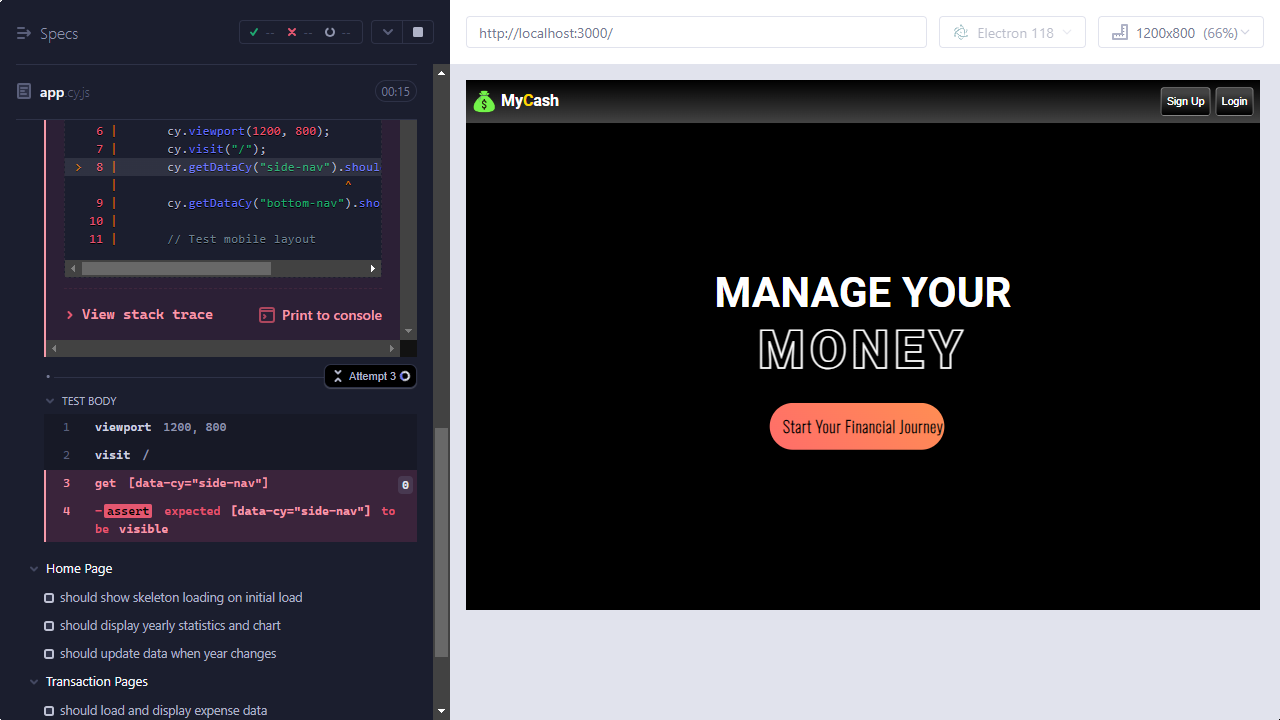 Specs
-- -- --
app.cy.js
00:15
6 | cy.viewport(1200, 800);
7 | cy.visit("/");
> 8 | cy.getDataCy("side-nav").shoul
| ^
9 | cy.getDataCy("bottom-nav").sho
10 |
11 | // Test mobile layout
View stack trace
Print to console
Attempt 3
TEST BODY
1 viewport 1200, 800
2 visit /
3 get [data-cy="side-nav"] 0
4 -assert expected [data-cy="side-nav"] to
be visible
Home Page
should show skeleton loading on initial load
should display yearly statistics and chart
should update data when year changes
Transaction Pages
should load and display expense data
http://localhost:3000/
Electron 118
1200x800 (66%)
MyCash
Sign Up
Login
MANAGE YOUR
MONEY
Start Your Financial Journey